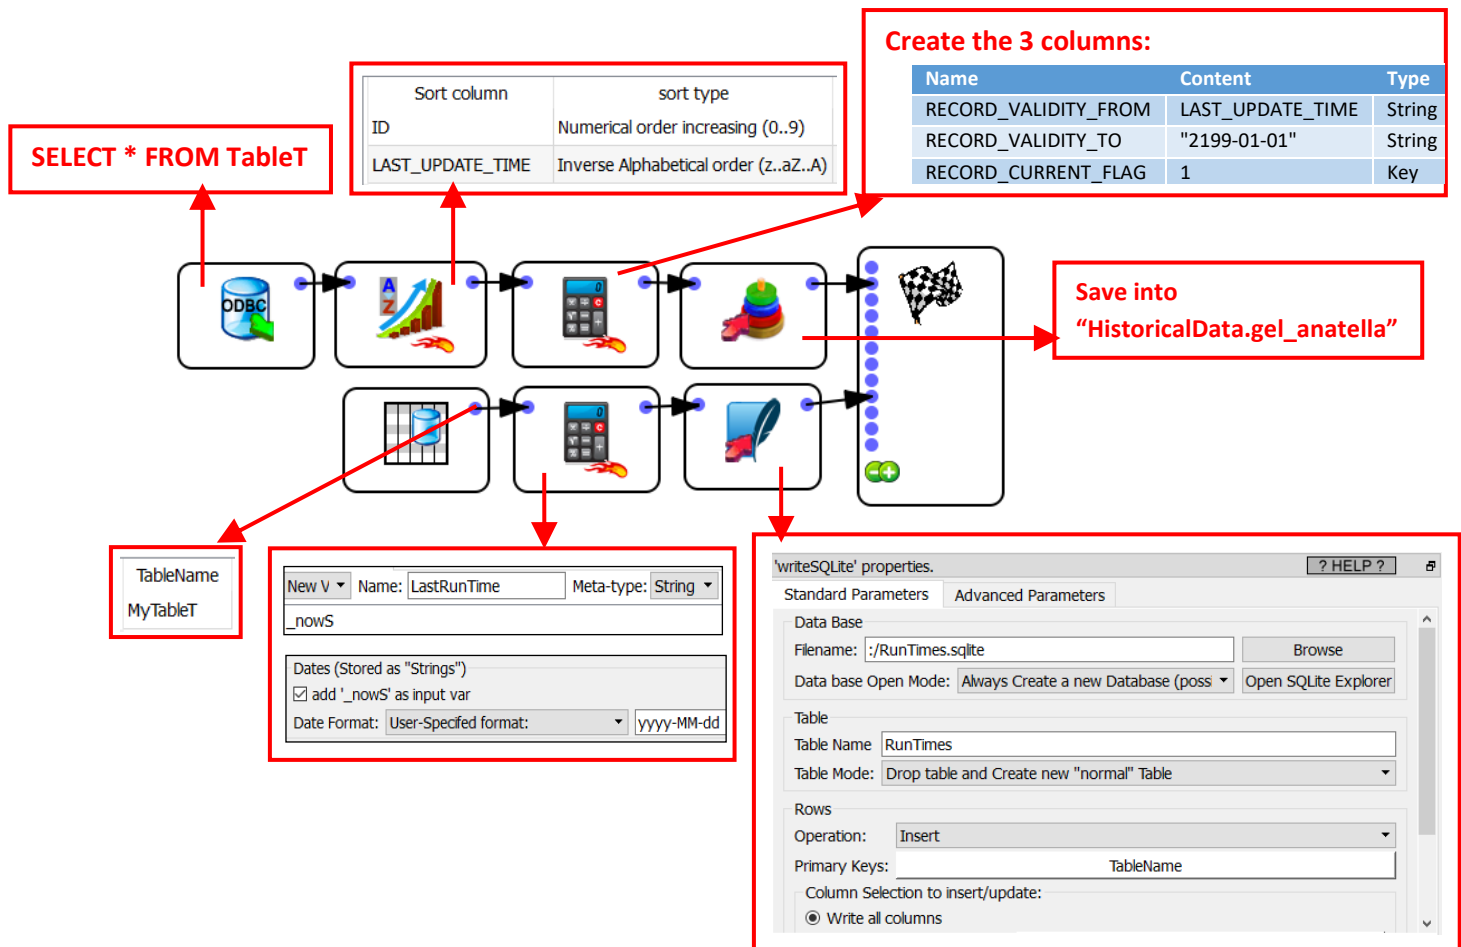 Create the 3 columns:
Name Content Type
RECORD_VALIDITY_FROM LAST_UPDATE_TIME String
RECORD_VALIDITY_TO "2199-01-01" String
RECORD_CURRENT_FLAG 1 Key
Sort column sort type
ID Numerical order increasing (0..9)
LAST_UPDATE_TIME Inverse Alphabetical order (z..aZ..A)
SELECT * FROM TableT
ODBC
A
Z
0
Save into
“HistoricalData.gel_anatella”
0
TableName
MyTableT
New V Name: LastRunTime Meta-type: String
_nowS
Dates (Stored as "Strings")
add '_nowS' as input var
Date Format: User-Specifed format: yyyy-MM-dd
'writeSQLite' properties. ? HELP ?
Standard Parameters Advanced Parameters
Data Base
Filename: :/RunTimes.sqlite Browse
Data base Open Mode: Always Create a new Database (possi Open SQLite Explorer
Table
Table Name RunTimes
Table Mode: Drop table and Create new "normal" Table
Rows
Operation: Insert
Primary Keys: TableName
Column Selection to insert/update:
Write all columns